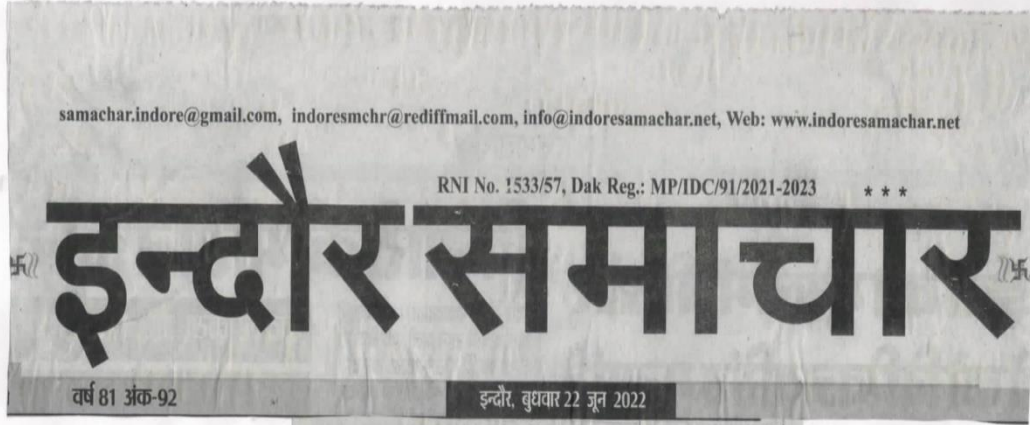 samachar.indore@gmail.com, indoresmchr@rediffmail.com, info@indoresamachar.net, Web: www.indoresamachar.net
RNI No. 1533/57, Dak Reg.: MP/IDC/91/2021-2023 * * *
इन्दौर समाचार
वर्ष 81 अंक-92
इन्दौर, बुधवार 22 जून 2022